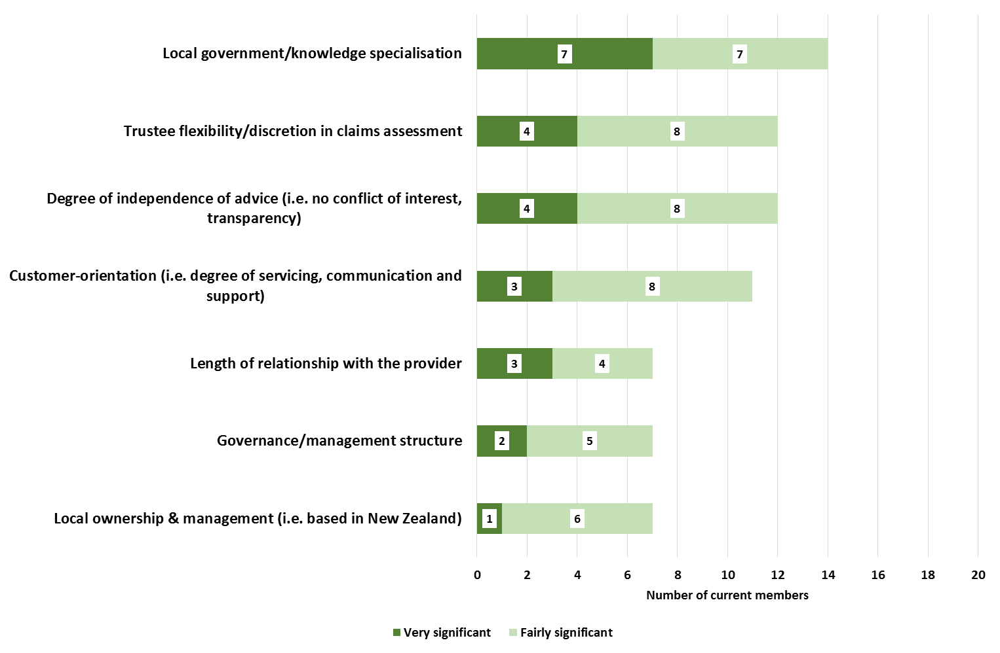 Local government/knowledge specialisation
7
7
Trustee flexibility/discretion in claims assessment
4
8
Degree of independence of advice (i.e. no conflict of interest,
transparency)
4
8
Customer-orientation (i.e. degree of servicing, communication and
support)
3
8
Length of relationship with the provider
3
4
Governance/management structure
2
5
Local ownership & management (i.e. based in New Zealand)
1
6
0 2 4 6 8 10 12 14 16 18 20
Number of current members
Very significant Fairly significant